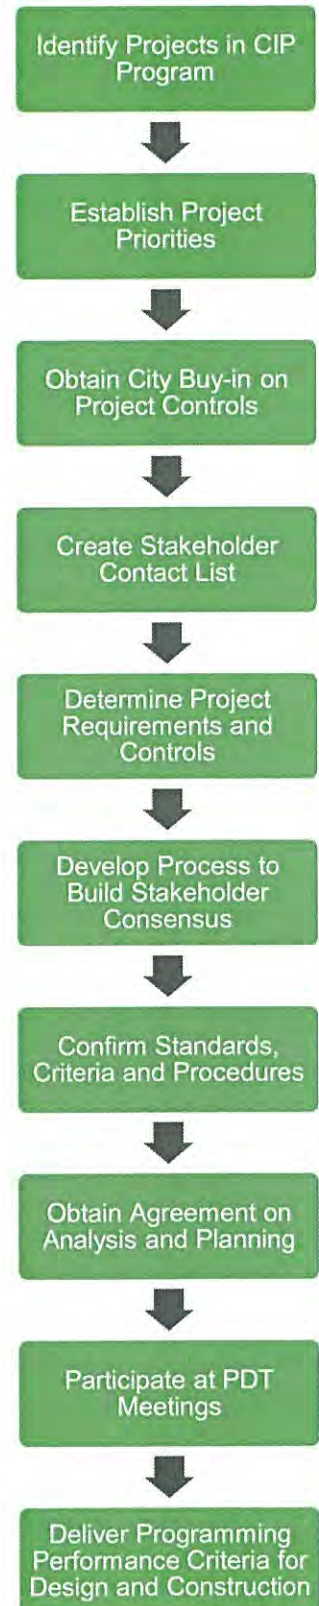 Identify Projects in CIP
Program
Establish Project
Priorities
Obtain City Buy-in on
Project Controls
Create Stakeholder
Contact List
Determine Project
Requirements and
Controls
Develop Process to
Build Stakeholder
Consensus
Confirm Standards,
Criteria and Procedures
Obtain Agreement on
Analysis and Planning
Participate at PDT
Meetings
Deliver Programming
Performance Criteria for
Design and Construction